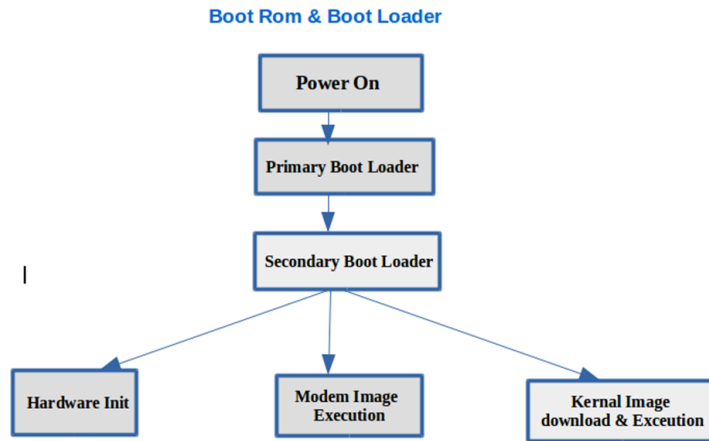 Boot Rom & Boot Loader
Power On
Primary Boot Loader
Secondary Boot Loader
Hardware Init
Modem Image
Execution
Kernal Image
download & Exceution